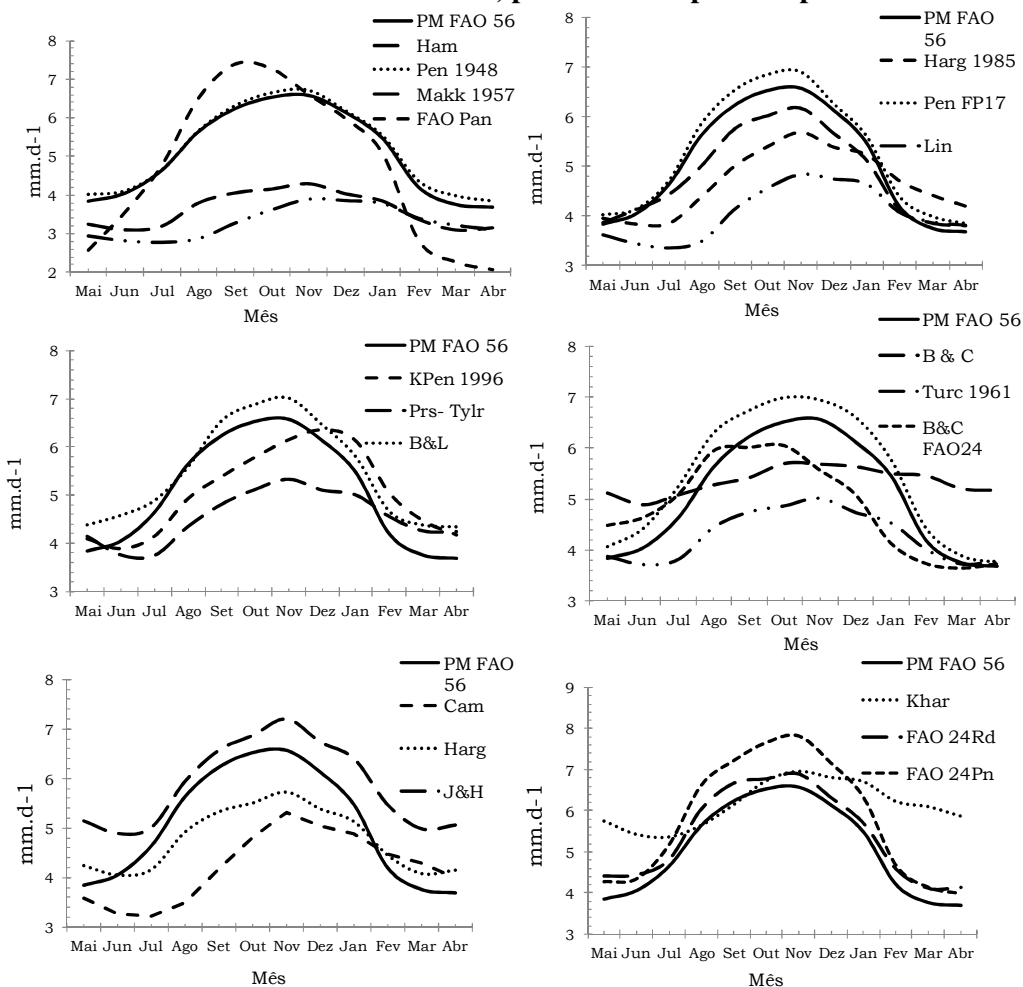 PM FAO 56
Ham
Pen 1948
Makk 1957
FAO Pan
8
7
6
5
4
3
2
mm.d-1
Mai Jun Jul Ago Set Out Nov Dez Jan Fev Mar Abr
Mês
PM FAO
56
Harg 1985
Pen FP17
Lin
8
7
6
5
4
3
mm.d-1
Mai Jun Jul Ago Set Out Nov Dez Jan Fev Mar Abr
Mês
PM FAO 56
KPen 1996
Prs- Tylr
B&L
8
7
6
5
4
3
mm.d-1
Mai Jun Jul Ago Set Out Nov Dez Jan Fev Mar Abr
Mês
PM FAO 56
B & C
Turc 1961
B&C
FAO24
8
7
6
5
4
3
mm.d-1
Mai Jun Jul Ago Set Out Nov Dez Jan Fev Mar Abr
Mês
PM FAO
56
Cam
Harg
J&H
8
7
6
5
4
3
mm.d-1
Mai Jun Jul Ago Set Out Nov Dez Jan Fev Mar Abr
Mês
PM FAO 56
Khar
FAO 24Rd
FAO 24Pn
9
8
7
6
5
4
3
mm.d-1
Mai Jun Jul Ago Set Out Nov Dez Jan Fev Mar Abr
Mês